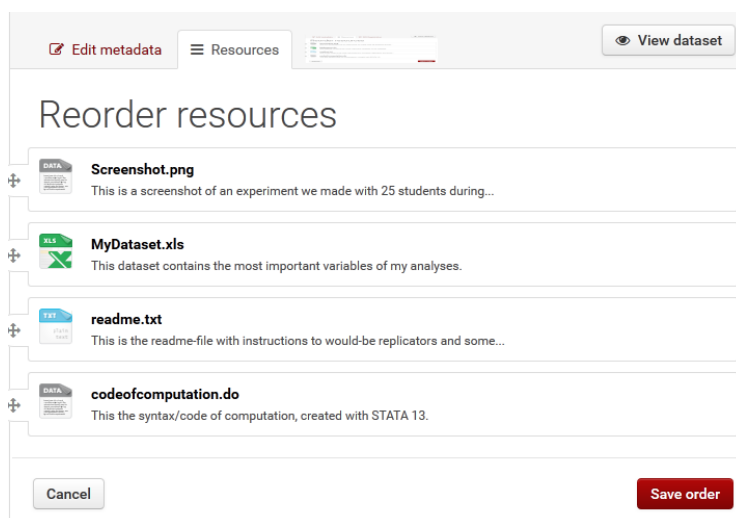 Edit metadata
Resources
View dataset
Reorder resources
DATA
Screenshot.png
This is a screenshot of an experiment we made with 25 students during...
XLS
MyDataset.xls
This dataset contains the most important variables of my analyses.
TXT
readme.txt
This is the readme-file with instructions to would-be replicators and some...
DATA
codeofcomputation.do
This the syntax/code of computation, created with STATA 13.
Cancel
Save order